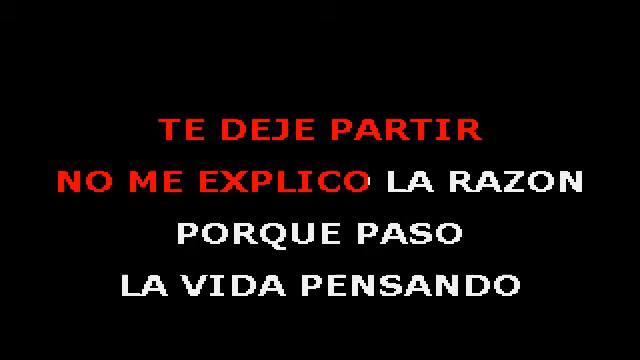 TE DEJE PARTIR
NO ME EXPLICO LA RAZON
PORQUE PASO
LA VIDA PENSANDO